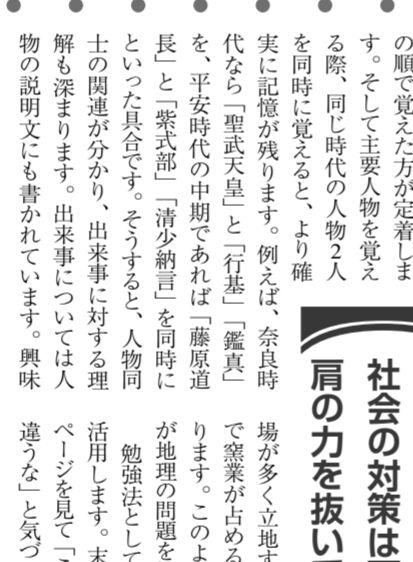 の順で覚えた方が定着しま
す。そして主要人物を覚え
る際、同じ時代の人物2人
を同時に覚えると、より確
実に記憶が残ります。例えば、奈良時
代なら「聖武天皇」と「行基」「鑑真」
を、平安時代の中期であれば「藤原道
長」と「紫式部」「清少納言」を同時に
といった具合です。そうすると、人物同
士の関連が分かり、出来事に対する理
解も深まります。出来事については人
物の説明文にも書かれています。興味
社会の対策は
肩の力を抜い
場が多く立地す
で窯業が占める
ります。このよ
が地理の問題を
勉強法として
活用します。末
ページを見て「こ
違うな」と気づ